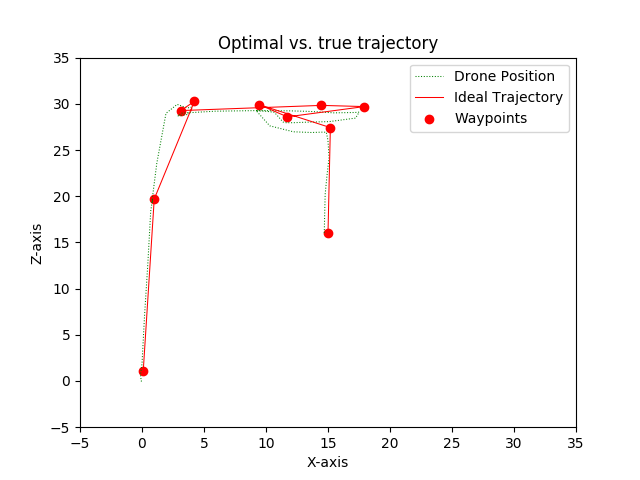 Optimal vs. true trajectory
Drone Position
Ideal Trajectory
Waypoints
35
30
25
20
15
10
5
0
−5
Z-axis
−5 0 5 10 15 20 25 30 35
X-axis